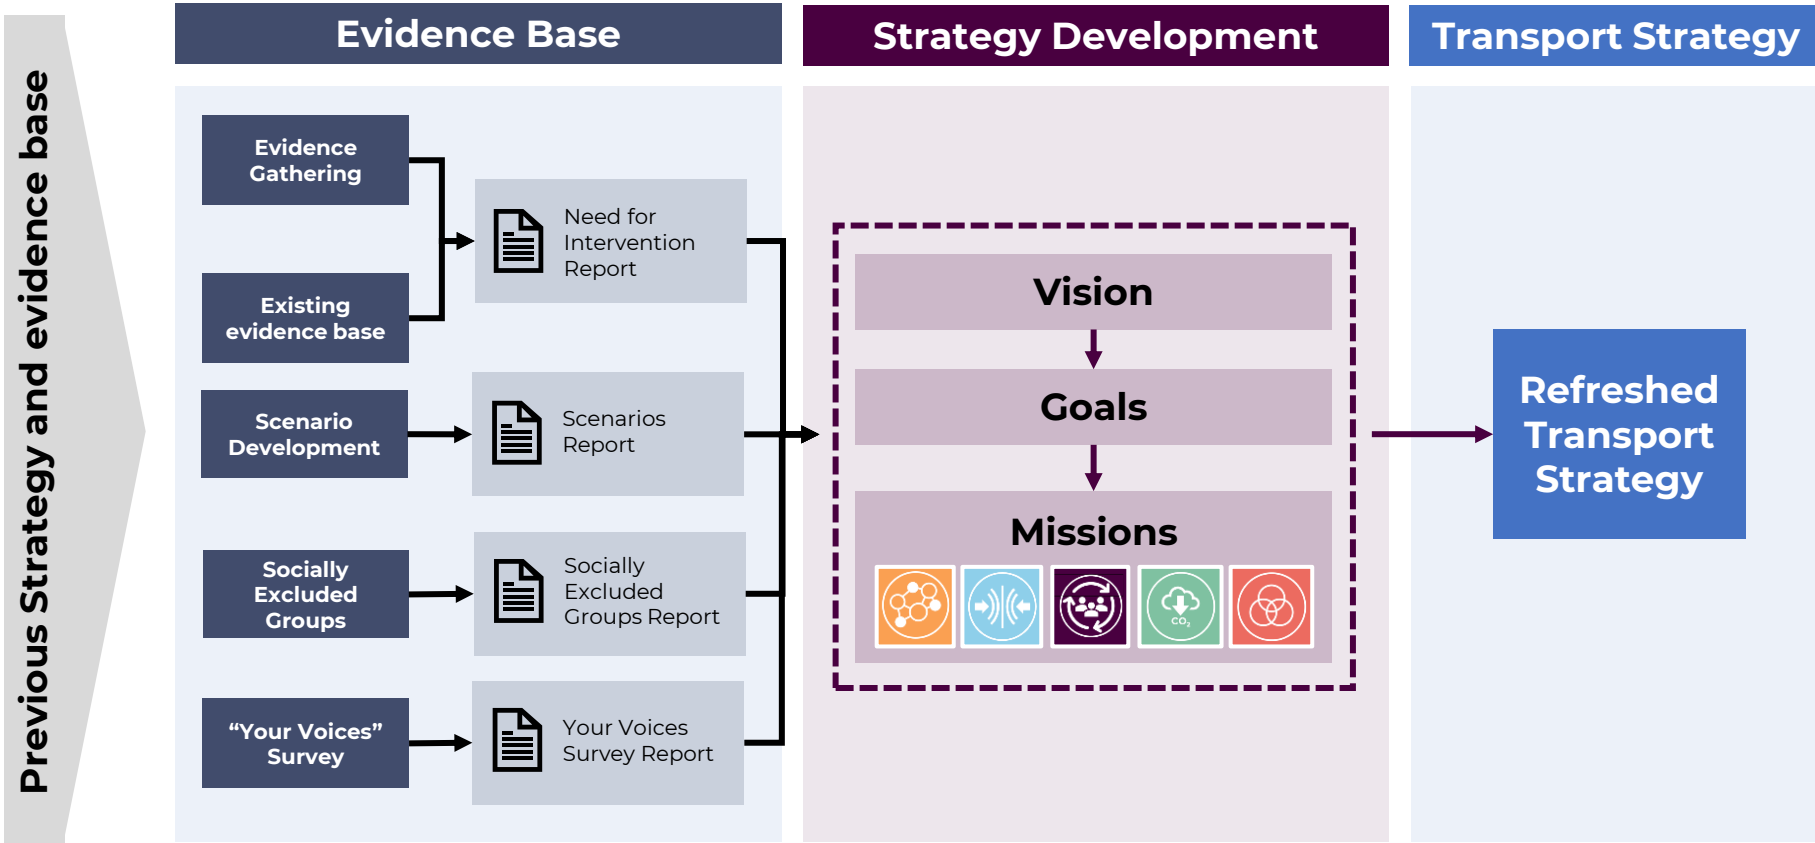 Previous Strategy and evidence base
Evidence Base
Evidence
Gathering
Existing
evidence base
Need for
Intervention
Report
Scenario
Development
Scenarios
Report
Socially
Excluded
Groups
Socially
Excluded
Groups Report
“Your Voices”
Survey
Your Voices
Survey Report
Strategy Development
Vision
Goals
Missions
CO₂
Transport Strategy
Refreshed
Transport
Strategy